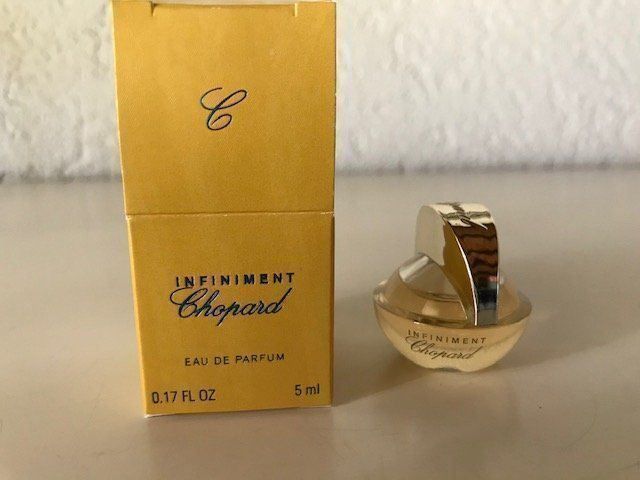 C
INFINIMENT
Chopard
EAU DE PARFUM
0.17 FL OZ 5 ml
INFINIMENT
Chopard